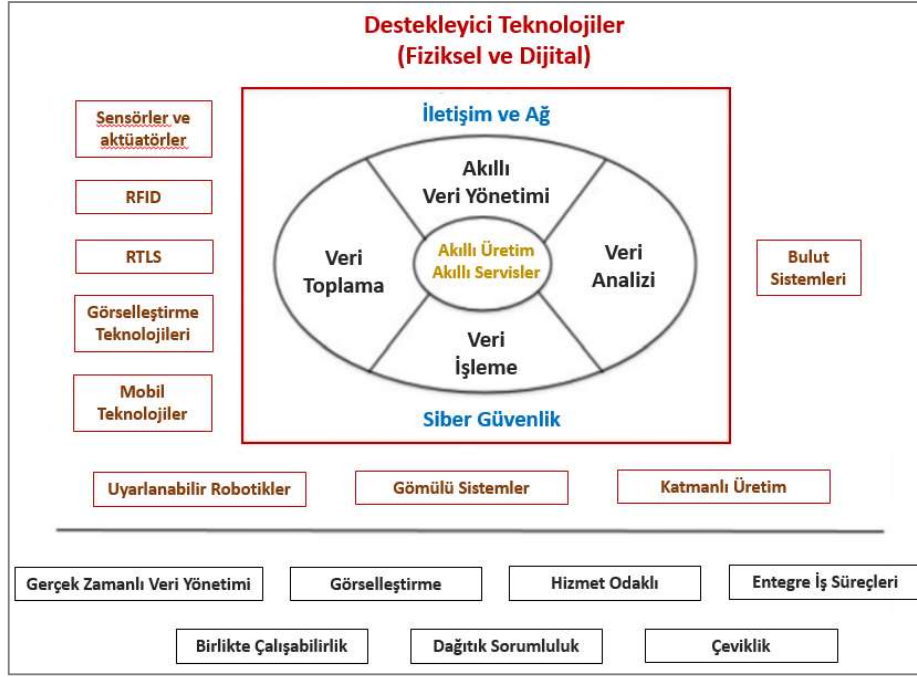 Destekleyici Teknolojiler
(Fiziksel ve Dijital)
Sensörler ve
aktüatörler
RFID
RTLS
Görselleştirme
Teknolojileri
Mobil
Teknolojiler
İletişim ve Ağ
Akıllı
Veri Yönetimi
Veri
Toplama
Akıllı Üretim
Akıllı Servisler
Veri
Analizi
Veri
İşleme
Siber Güvenlik
Bulut
Sistemleri
Uyarlanabilir Robotikler
Gömülü Sistemler
Katmanlı Üretim
Gerçek Zamanlı Veri Yönetimi
Görselleştirme
Hizmet Odaklı
Entegre İş Süreçleri
Birlikte Çalışabilirlik
Dağıtık Sorumluluk
Çeviklik